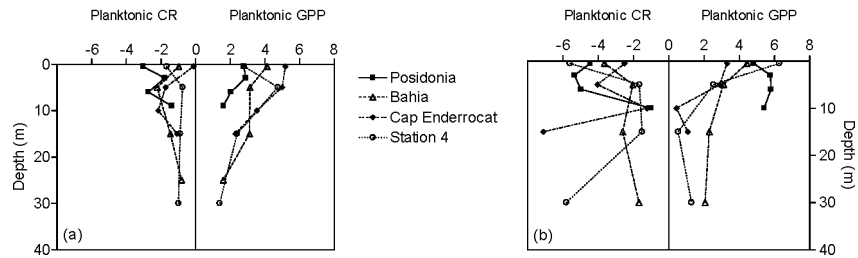 Planktonic CR Planktonic GPP
-6 -4 -2 0 2 4 6 8
0
10
20
30
40
Depth (m)
(a)
Posidonia
Bahia
Cap Enderrocat
Station 4
Planktonic CR Planktonic GPP
-6 -4 -2 0 2 4 6 8
10
20
30
40
Depth (m)
(b)